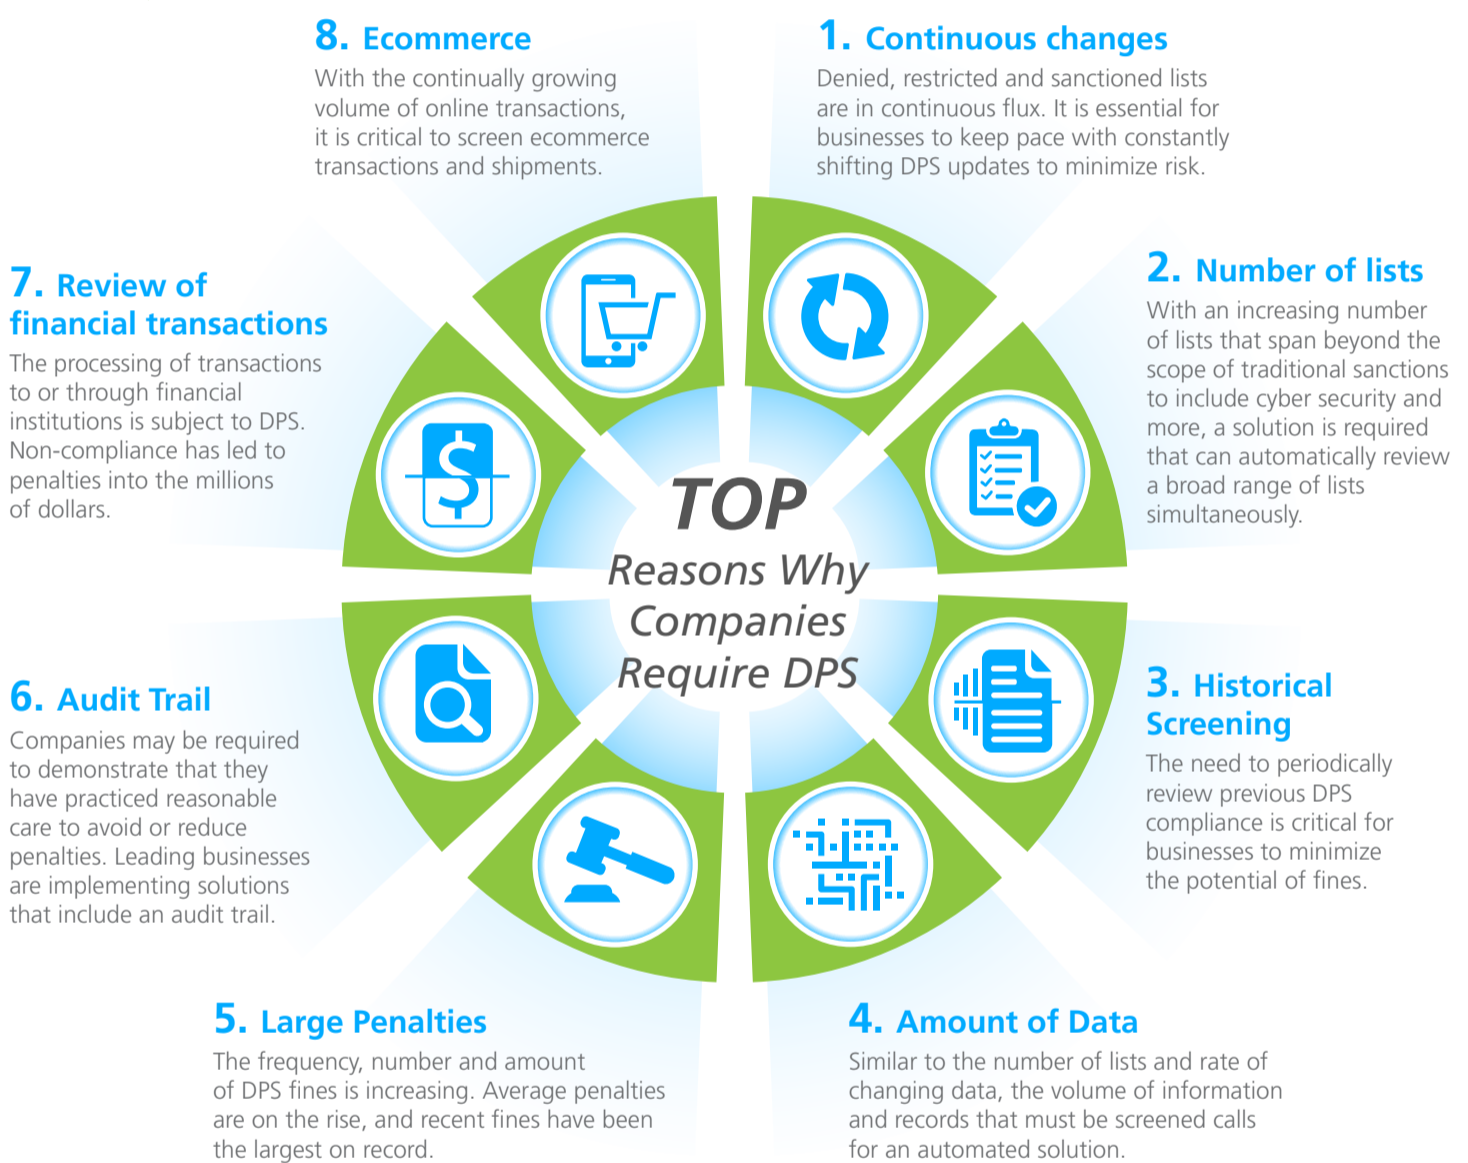 TOP
Reasons Why
Companies
Require DPS
1. Continuous changes
Denied, restricted and sanctioned lists
are in continuous flux. It is essential for
businesses to keep pace with constantly
shifting DPS updates to minimize risk.
2. Number of lists
With an increasing number
of lists that span beyond the
scope of traditional sanctions
to include cyber security and
more, a solution is required
that can automatically review
a broad range of lists
simultaneously.
3. Historical
Screening
The need to periodically
review previous DPS
compliance is critical for
businesses to minimize
the potential of fines.
4. Amount of Data
Similar to the number of lists and rate of
changing data, the volume of information
and records that must be screened calls
for an automated solution.
5. Large Penalties
The frequency, number and amount
of DPS fines is increasing. Average penalties
are on the rise, and recent fines have been
the largest on record.
6. Audit Trail
Companies may be required
to demonstrate that they
have practiced reasonable
care to avoid or reduce
penalties. Leading businesses
are implementing solutions
that include an audit trail.
7. Review of
financial transactions
The processing of transactions
to or through financial
institutions is subject to DPS.
Non-compliance has led to
penalties into the millions
of dollars.
8. Ecommerce
With the continually growing
volume of online transactions,
it is critical to screen ecommerce
transactions and shipments.